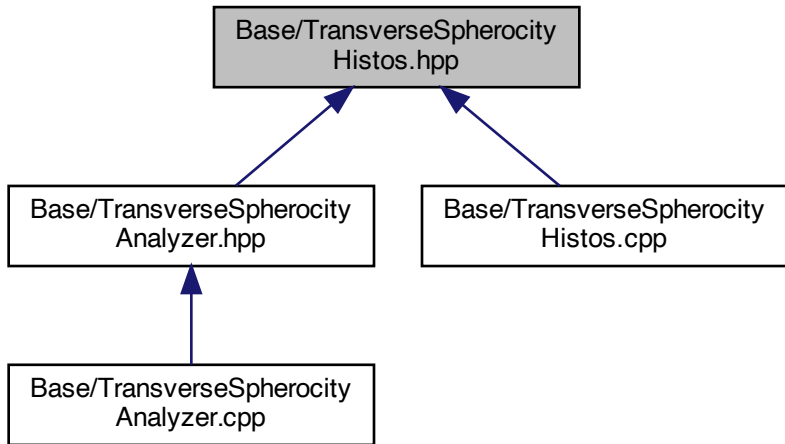 Base/TransverseSpherocity
Histos.hpp
Base/TransverseSpherocity
Analyzer.hpp
Base/TransverseSpherocity
Histos.cpp
Base/TransverseSpherocity
Analyzer.cpp